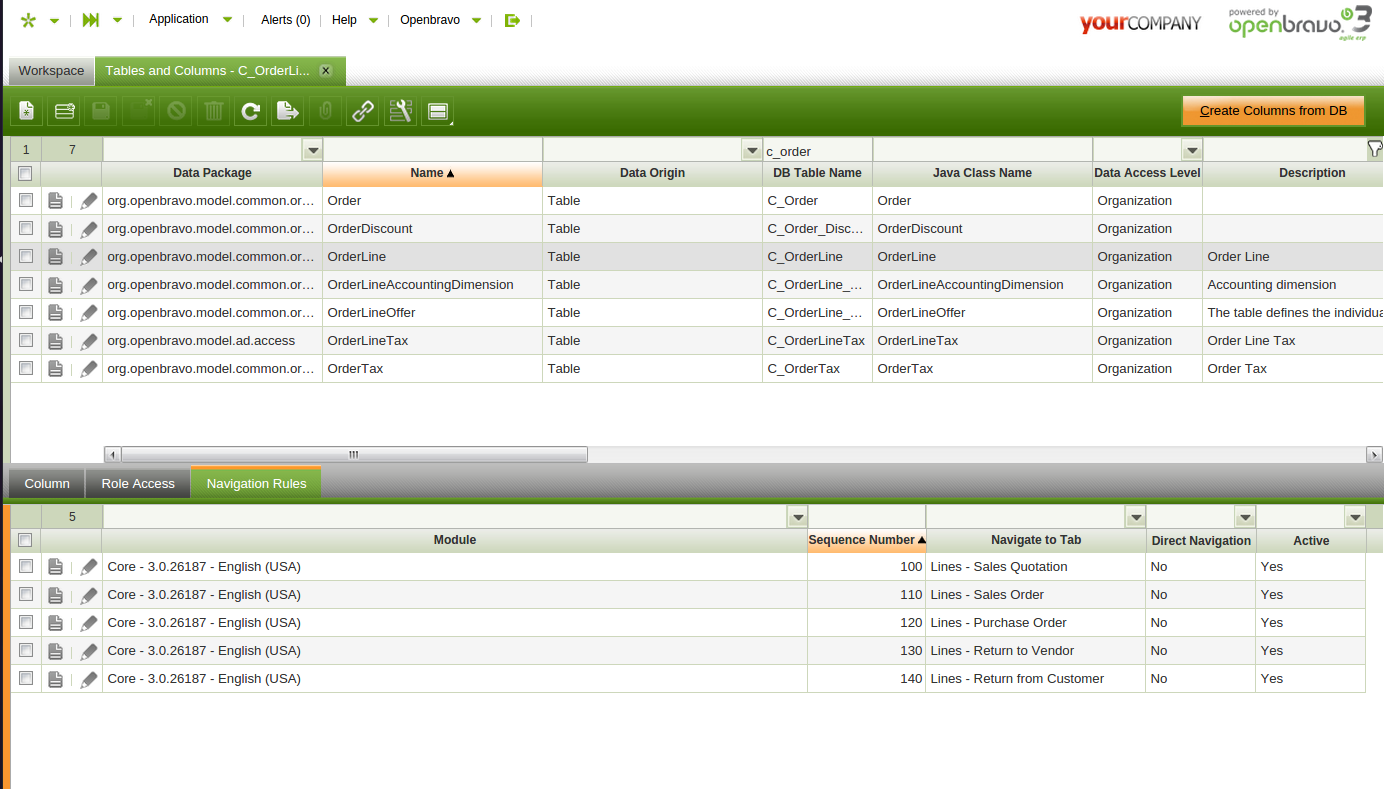 Application Alerts (0) Help Openbravo
yourCOMPANY
powered by
openbravo. 3
agile erp
Workspace Tables and Columns - C_OrderLi...
Create Columns from DB
1 7 c_order
Data Package Name Data Origin DB Table Name Java Class Name Data Access Level Description
org.openbravo.model.common.or... Order Table C_Order Order Organization
org.openbravo.model.common.or... OrderDiscount Table C_Order_Disc... OrderDiscount Organization
org.openbravo.model.common.or... OrderLine Table C_OrderLine OrderLine Organization Order Line
org.openbravo.model.common.or... OrderLineAccountingDimension Table C_OrderLine_... OrderLineAccountingDimension Organization Accounting dimension
org.openbravo.model.common.or... OrderLineOffer Table C_OrderLine_... OrderLineOffer Organization The table defines the individua
org.openbravo.model.ad.access OrderLineTax Table C_OrderLineTax OrderLineTax Organization Order Line Tax
org.openbravo.model.common.or... OrderTax Table C_OrderTax OrderTax Organization Order Tax
Column Role Access Navigation Rules
5
Module Sequence Number Navigate to Tab Direct Navigation Active
Core - 3.0.26187 - English (USA) 100 Lines - Sales Quotation No Yes
Core - 3.0.26187 - English (USA) 110 Lines - Sales Order No Yes
Core - 3.0.26187 - English (USA) 120 Lines - Purchase Order No Yes
Core - 3.0.26187 - English (USA) 130 Lines - Return to Vendor No Yes
Core - 3.0.26187 - English (USA) 140 Lines - Return from Customer No Yes